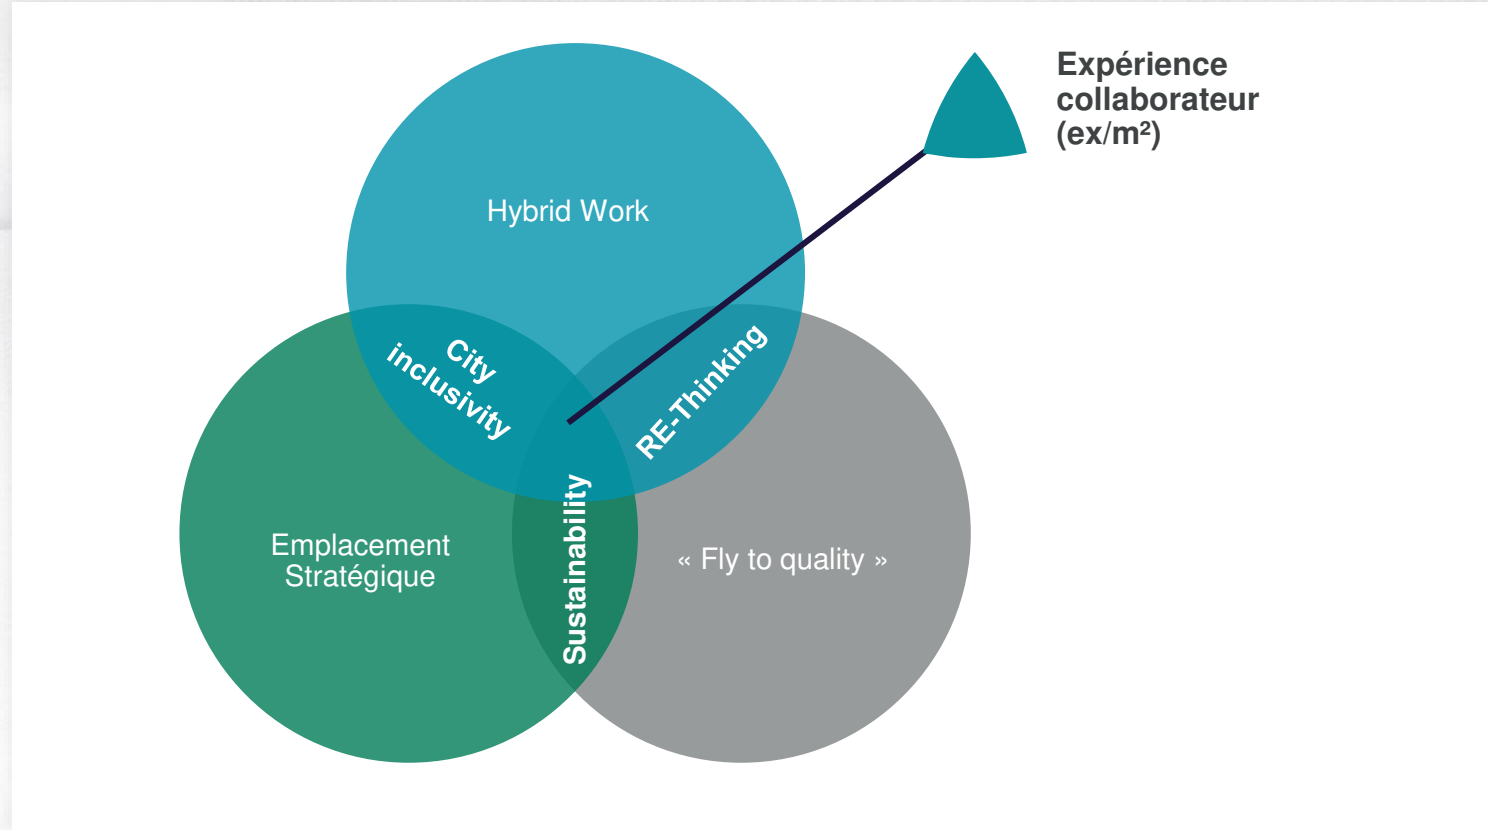 Expérience
collaborateur
(ex/m²)
Hybrid Work
City
inclusivity
RE-Thinking
Sustainability
Emplacement
Stratégique
« Fly to quality »